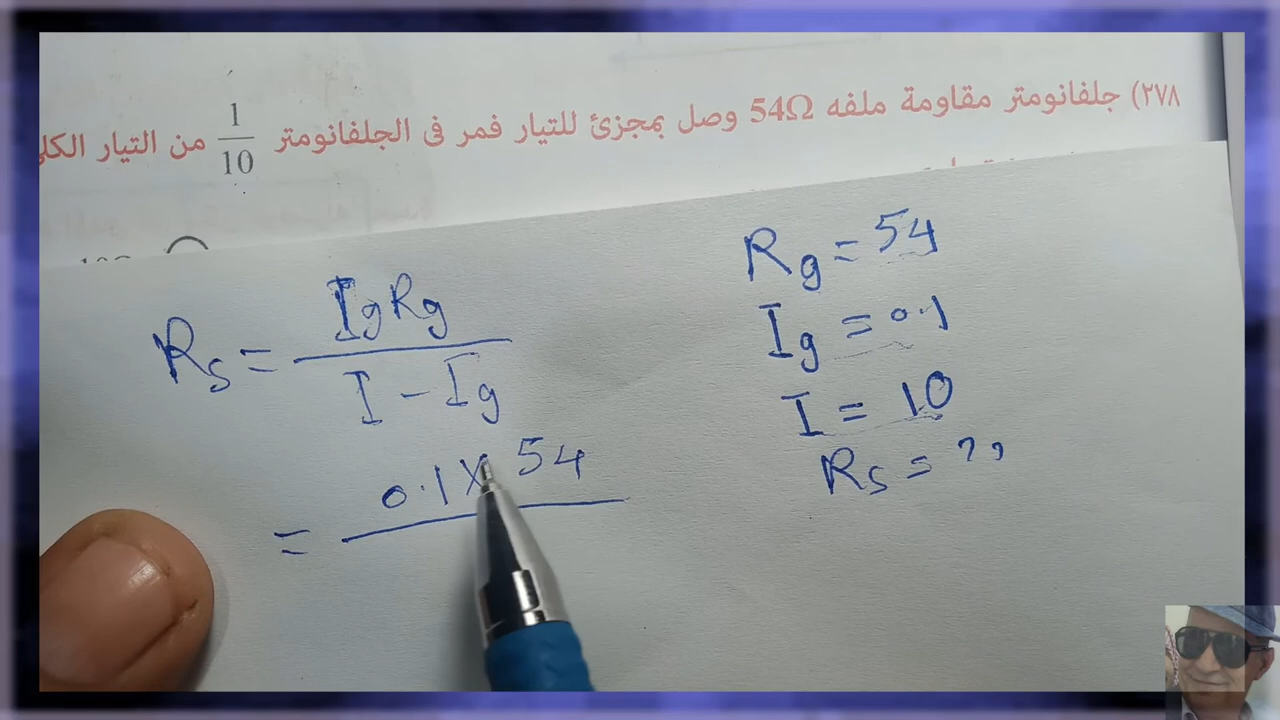 ٢٧٨) جلفانومتر مقاومة ملفه 54Ω وصل بمجزئ للتيار فمر فى الجلفانومتر 1/10 من التيار الكلى
Rg = 54
Ig = 0.1
I = 10
Rs = ??
Rs = IgRg / I - Ig
= 0.1 x 54